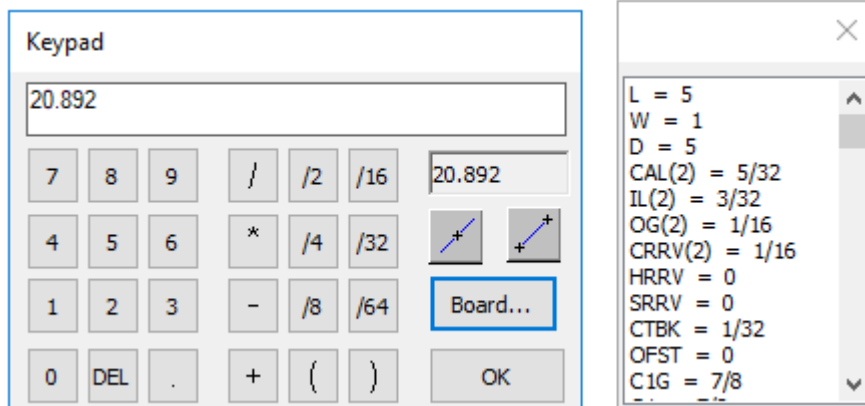 Keypad
20.892
7 8 9 / /2 /16 20.892
4 5 6 * /4 /32
1 2 3 - /8 /64 Board...
0 DEL . + ( ) OK
L = 5
W = 1
D = 5
CAL(2) = 5/32
IL(2) = 3/32
OG(2) = 1/16
CRRV(2) = 1/16
HRRV = 0
SRRV = 0
CTBK = 1/32
OFST = 0
C1G = 7/8